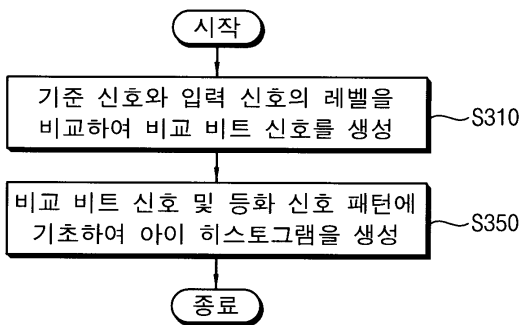 시작
기준 신호와 입력 신호의 레벨을
비교하여 비교 비트 신호를 생성
S310
비교 비트 신호 및 등화 신호 패턴에
기초하여 아이 히스토그램을 생성
S350
종료